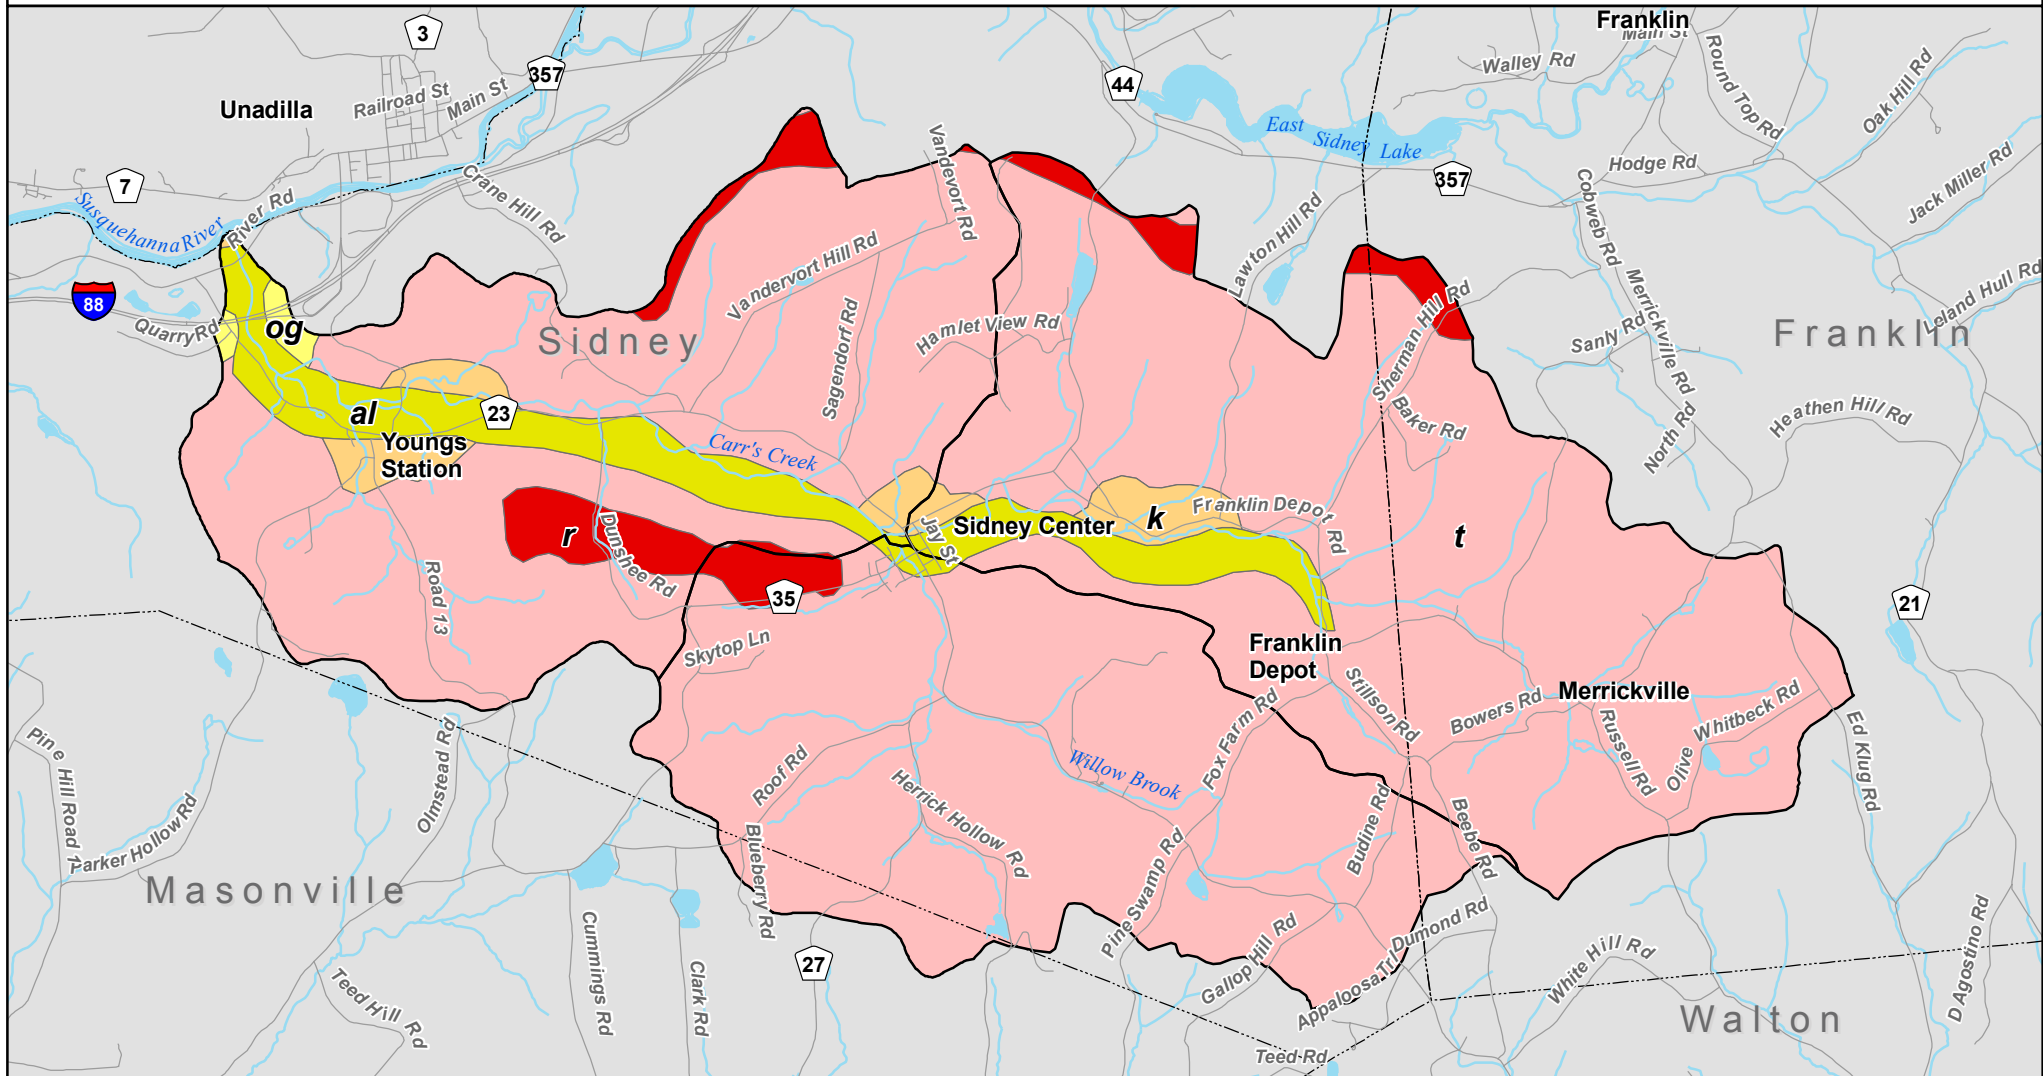 Franklin
Main St
3
357
44
Walley Rd
Round Top Rd
Oak Hill Rd
Unadilla
Railroad St
Main St
East Sidney Lake
7
Susquehanna River
River Rd
Crane Hill Rd
Vandevort Rd
357
Hodge Rd
Cobweb Rd
Jack Miller Rd
Lawton Hill Rd
88
Quarry Rd
og
Sidney
Vandervort Hill Rd
Hamlet View Rd
Sagendorf Rd
Sherman Hill Rd
Baker Rd
Sanly Rd
Merrickville Rd
North Rd
Franklin
Leland Hull Rd
Heathen Hill Rd
al
23
Youngs
Station
Carr's Creek
r
Dunshee Rd
Jay St
Sidney Center
k
Franklin Depot Rd
t
35
Road 13
21
Skytop Ln
Franklin
Depot
Merrickville
Stillson Rd
Bowers Rd
Russell Rd
Olive
Whitbeck Rd
Ed Klug Rd
Pine Hill Road 1
Parker Hollow Rd
Olmstead Rd
Roof Rd
Willow Brook
Fox Farm Rd
Herrick Hollow Rd
Blueberry Rd
Pine Swamp Rd
Budine Rd
Beebe Rd
Masonville
27
Cummings Rd
Clark Rd
Teed Hill Rd
Gallop Hill Rd
Appaloosa Trl
Dumond Rd
White Hill Rd
D Agostino Rd
Walton
Teed Rd